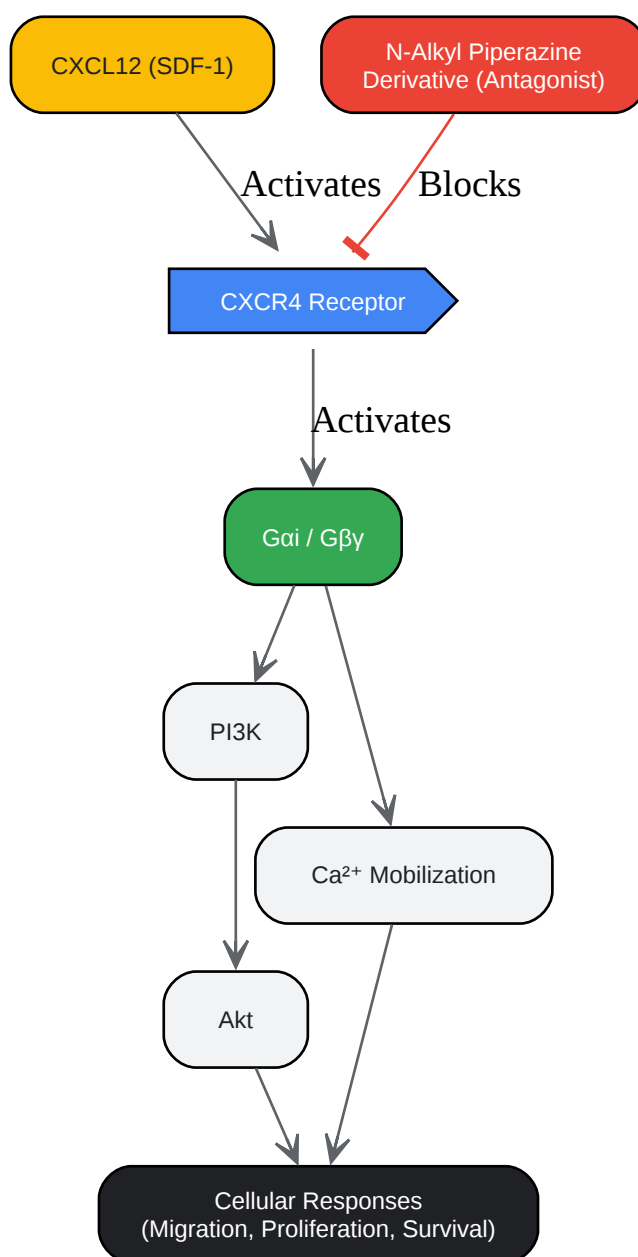 CXCL12 (SDF-1)
N-Alkyl Piperazine
Derivative (Antagonist)
Activates
Blocks
CXCR4 Receptor
Activates
Gαi / Gβγ
PI3K
Ca²⁺ Mobilization
Akt
Cellular Responses
(Migration, Proliferation, Survival)